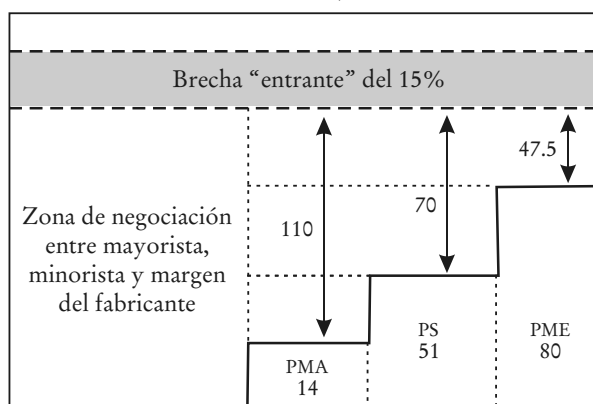 Brecha “entrante” del 15%
47.5
70
110
Zona de negociación
entre mayorista,
minorista y margen
del fabricante
PMA
14
PS
51
PME
80